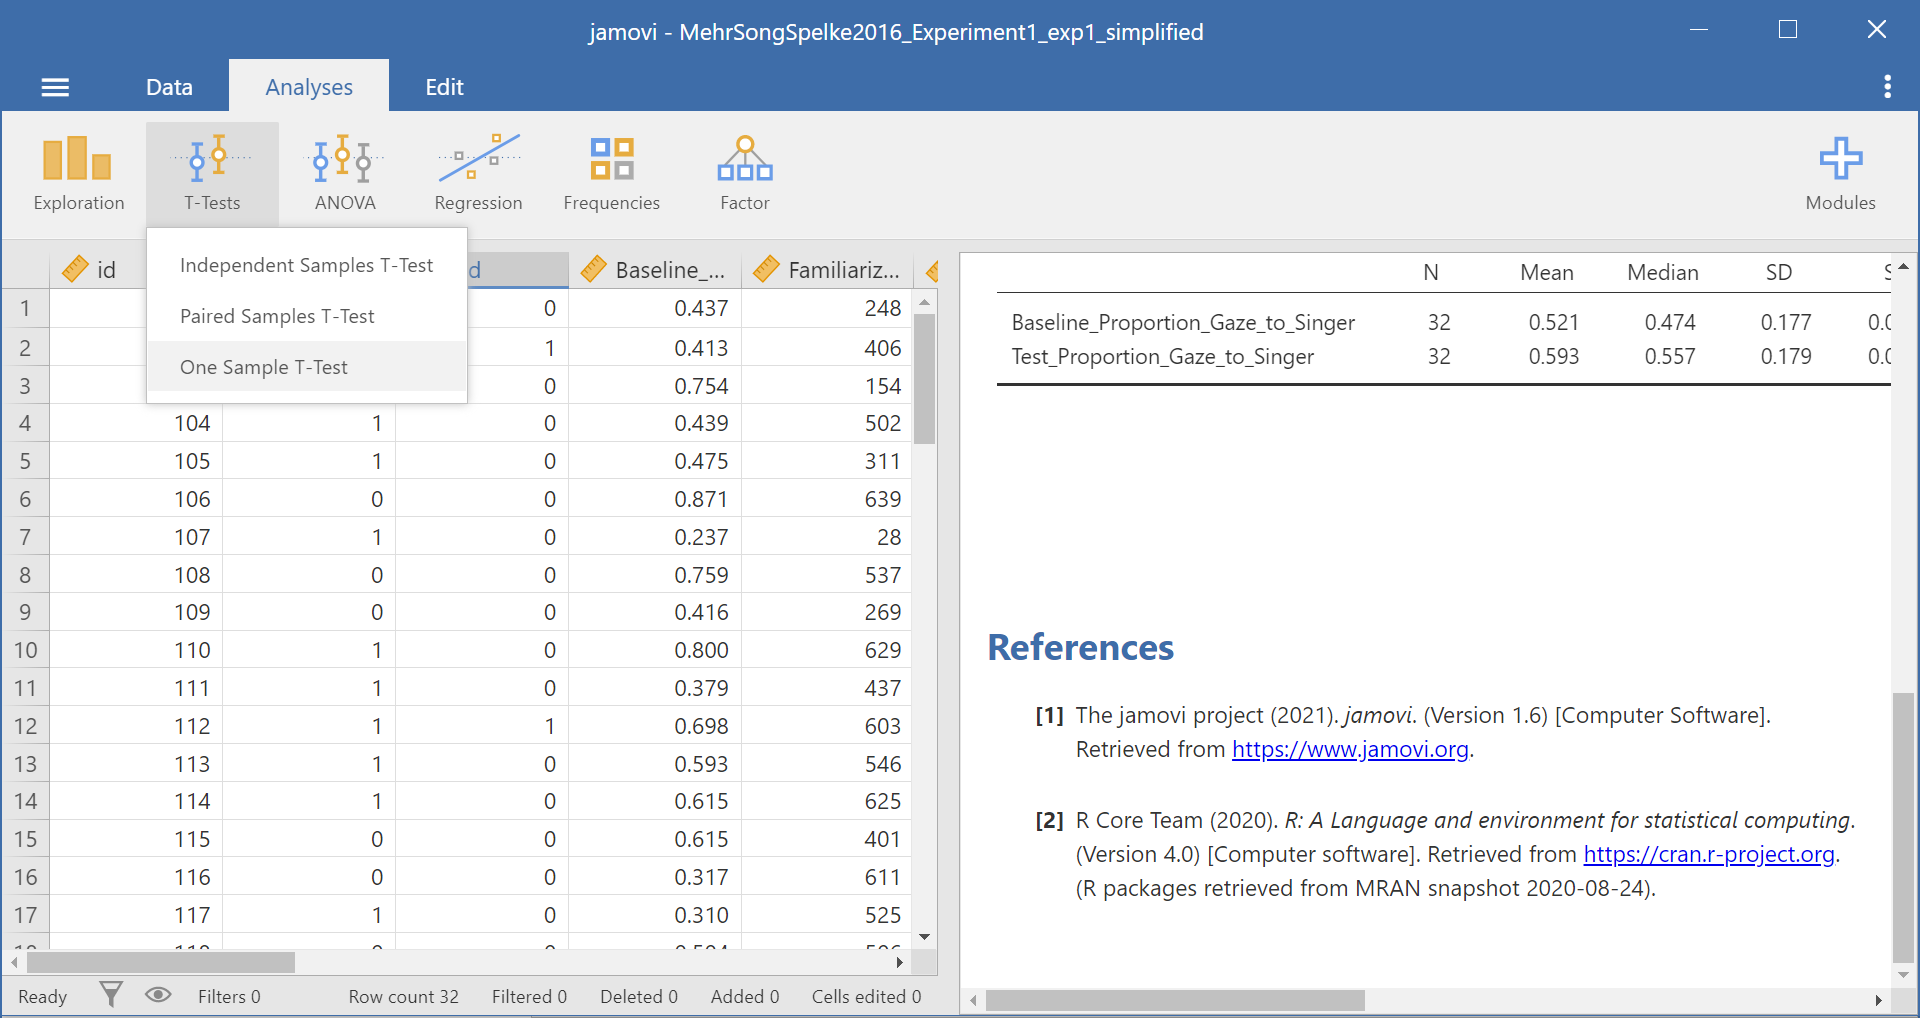 jamovi - MehrSongSpelke2016_Experiment1_exp1_simplified
Data Analyses Edit
Exploration T-Tests ANOVA Regression Frequencies Factor Modules
Independent Samples T-Test
Paired Samples T-Test
One Sample T-Test
id d Baseline_... Familiariz...
1 0 0.437 248
2 1 0.413 406
3 0 0.754 154
4 104 1 0 0.439 502
5 105 1 0 0.475 311
6 106 0 0 0.871 639
7 107 1 0 0.237 28
8 108 0 0 0.759 537
9 109 0 0 0.416 269
10 110 1 0 0.800 629
11 111 1 0 0.379 437
12 112 1 1 0.698 603
13 113 1 0 0.593 546
14 114 1 0 0.615 625
15 115 0 0 0.615 401
16 116 0 0 0.317 611
17 117 1 0 0.310 525
N Mean Median SD
Baseline_Proportion_Gaze_to_Singer 32 0.521 0.474 0.177 0.0
Test_Proportion_Gaze_to_Singer 32 0.593 0.557 0.179 0.0
References
[1] The jamovi project (2021). jamovi. (Version 1.6) [Computer Software].
Retrieved from https://www.jamovi.org.
[2] R Core Team (2020). R: A Language and environment for statistical computing.
(Version 4.0) [Computer software]. Retrieved from https://cran.r-project.org.
(R packages retrieved from MRAN snapshot 2020-08-24).
Ready Filters 0 Row count 32 Filtered 0 Deleted 0 Added 0 Cells edited 0